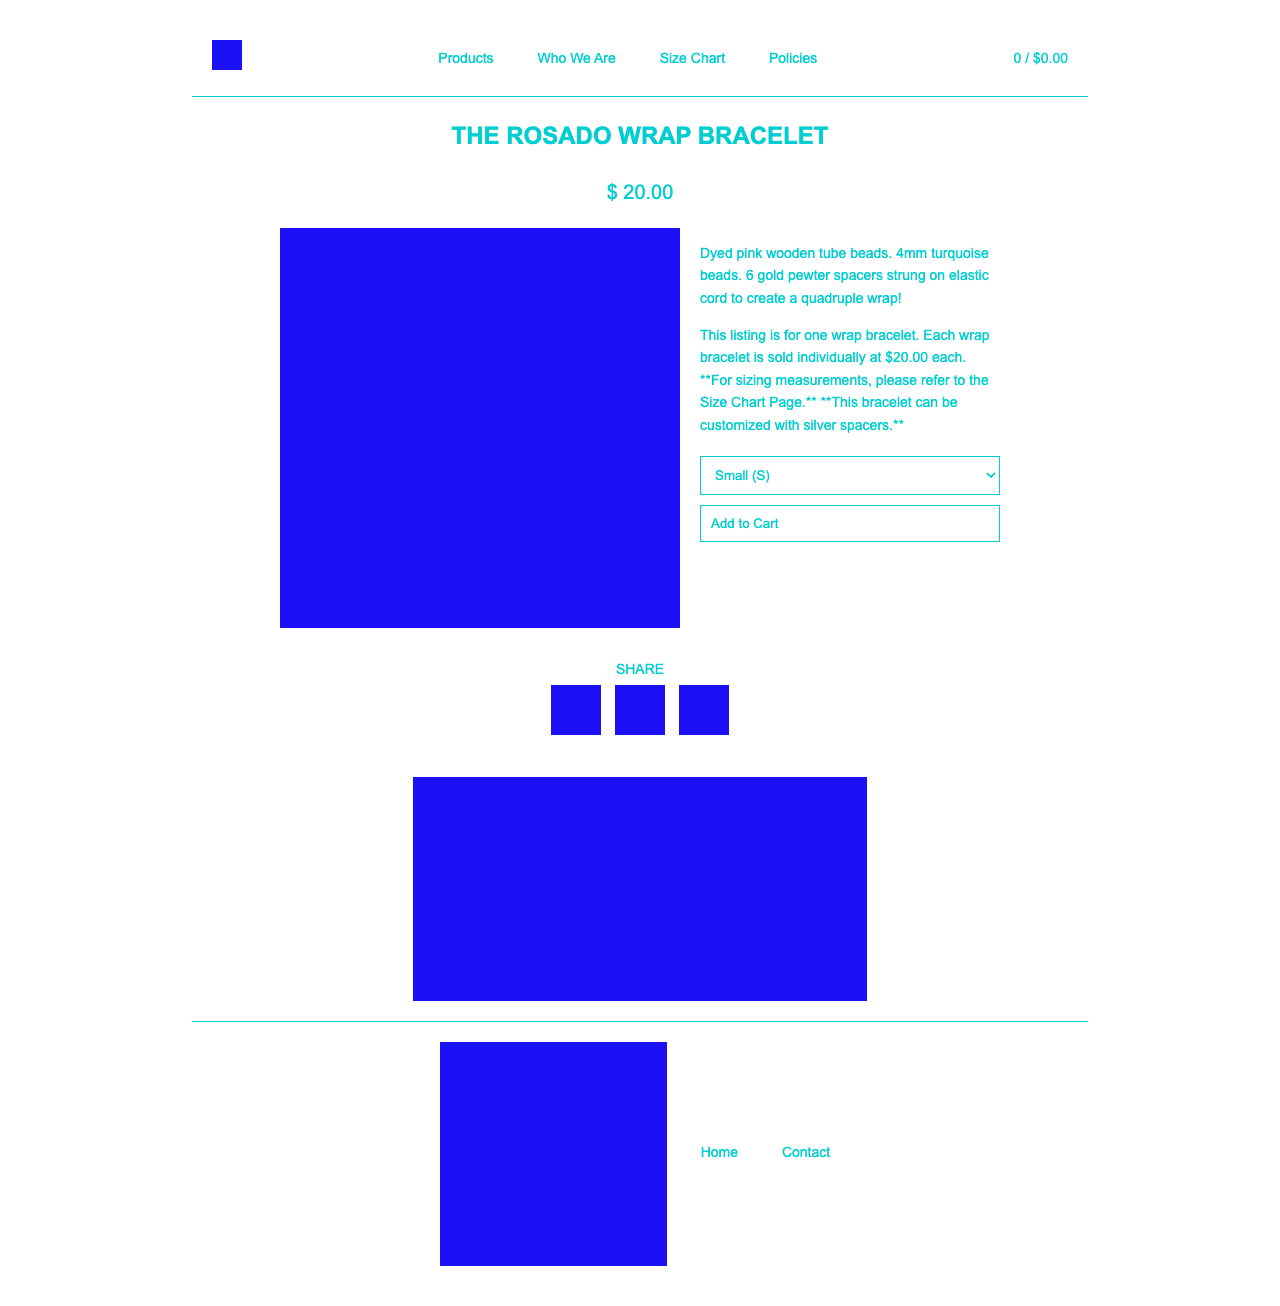 Products Who We Are Size Chart Policies 0 / $0.00
THE ROSADO WRAP BRACELET
$ 20.00
Dyed pink wooden tube beads. 4mm turquoise
beads. 6 gold pewter spacers strung on elastic
cord to create a quadruple wrap!
This listing is for one wrap bracelet. Each wrap
bracelet is sold individually at $20.00 each.
**For sizing measurements, please refer to the
Size Chart Page.** **This bracelet can be
customized with silver spacers.**
Small (S)
Add to Cart
SHARE
Home Contact